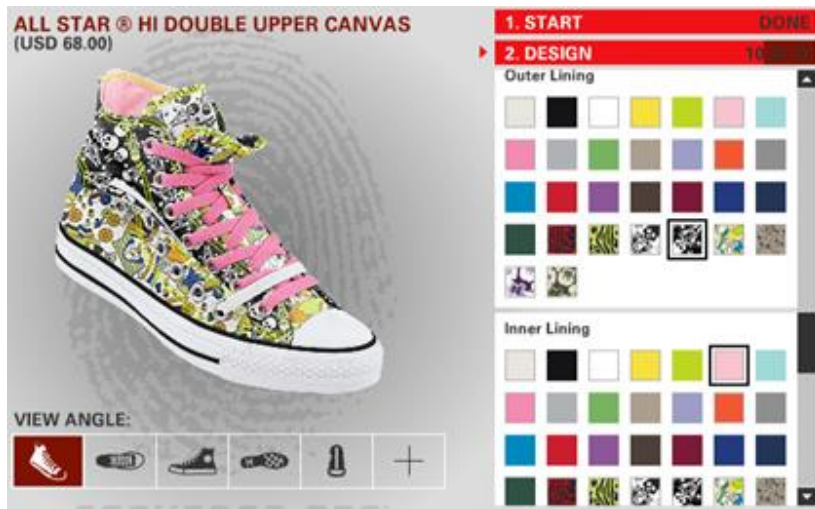 ALL STAR ® HI DOUBLE UPPER CANVAS
(USD 68.00)
VIEW ANGLE:
1. START DONE
2. DESIGN
Outer Lining
Inner Lining